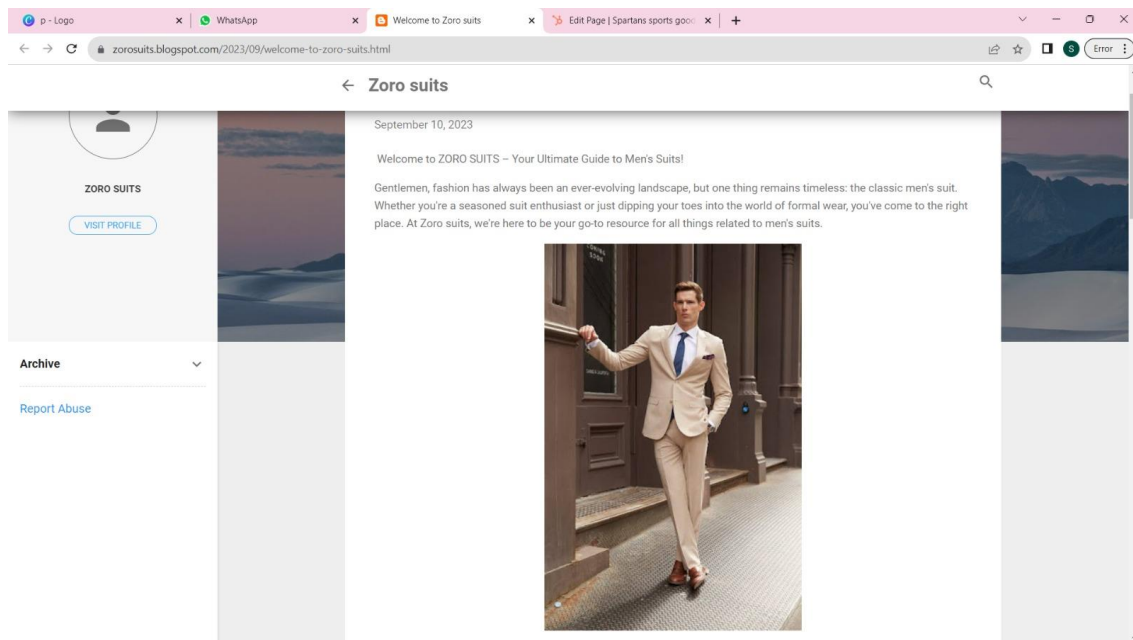 p - Logo
WhatsApp
Welcome to Zoro suits
Edit Page | Spartans sports good
zorosuits.blogspot.com/2023/09/welcome-to-zoro-suits.html
S
Error
Zoro suits
ZORO SUITS
VISIT PROFILE
Archive
Report Abuse
September 10, 2023
Welcome to ZORO SUITS – Your Ultimate Guide to Men's Suits!
Gentlemen, fashion has always been an ever-evolving landscape, but one thing remains timeless: the classic men's suit.
Whether you're a seasoned suit enthusiast or just dipping your toes into the world of formal wear, you've come to the right
place. At Zoro suits, we're here to be your go-to resource for all things related to men's suits.
COMING
SOON